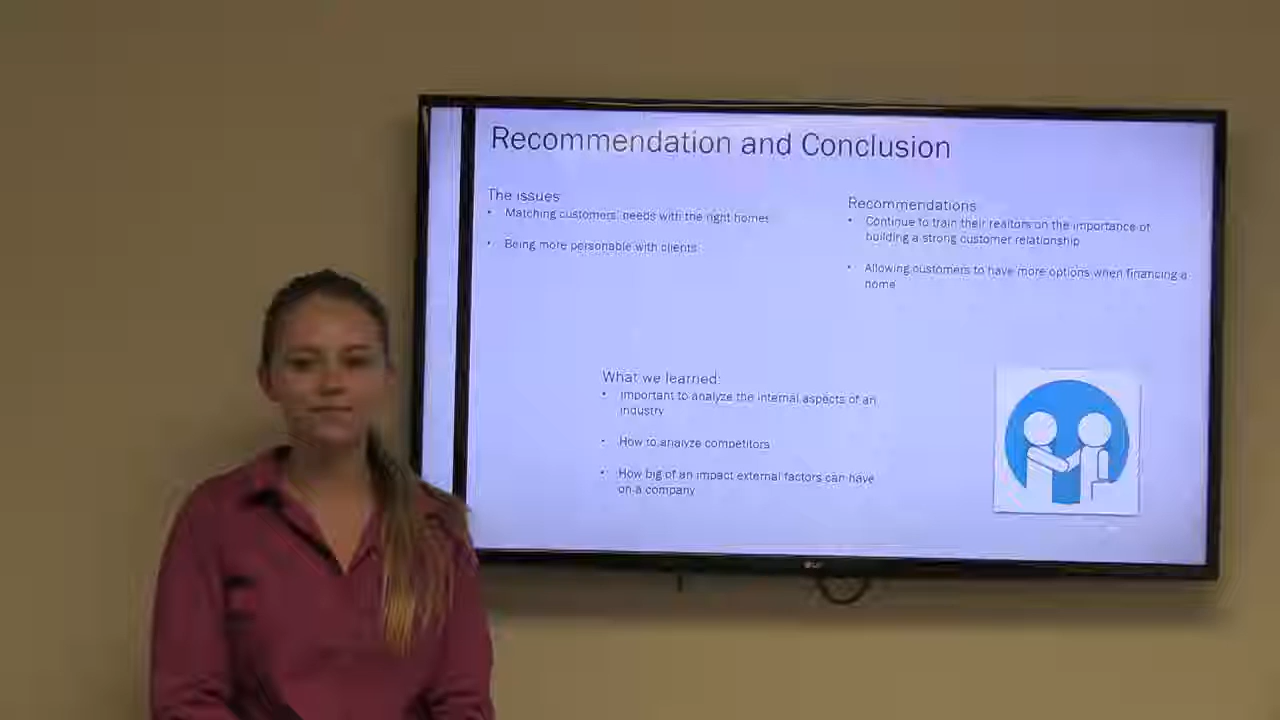 Recommendation and Conclusion
The issues
• Matching customers' needs with the right homes
• Being more personable with clients
Recommendations
• Continue to train their realtors on the importance of
building a strong customer relationship
• Allowing customers to have more options when financing a
home
What we learned:
• Important to analyze the internal aspects of an
industry
• How to analyze competitors
• How big of an impact external factors can have
on a company
LG